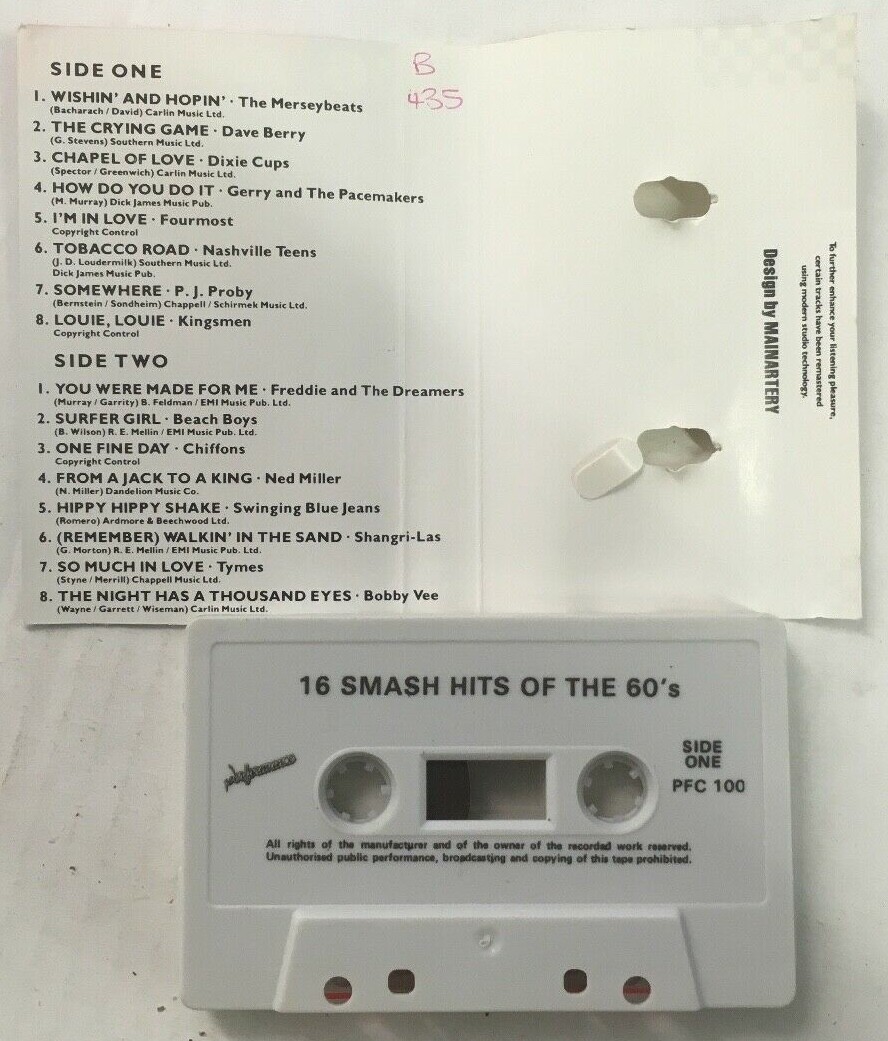 SIDE ONE
1. WISHIN' AND HOPIN' · The Merseybeats
(Bacharach / David) Carlin Music Ltd.
2. THE CRYING GAME · Dave Berry
(G. Stevens) Southern Music Ltd.
3. CHAPEL OF LOVE · Dixie Cups
(Spector / Greenwich) Carlin Music Ltd.
4. HOW DO YOU DO IT · Gerry and The Pacemakers
(M. Murray) Dick James Music Pub.
5. I'M IN LOVE · Fourmost
Copyright Control
6. TOBACCO ROAD · Nashville Teens
(J. D. Loudermilk) Southern Music Ltd.
Dick James Music Pub.
7. SOMEWHERE · P. J. Proby
(Bernstein / Sondheim) Chappell / Schirmek Music Ltd.
8. LOUIE, LOUIE · Kingsmen
Copyright Control
SIDE TWO
1. YOU WERE MADE FOR ME · Freddie and The Dreamers
(Murray / Garrity) B. Feldman / EMI Music Pub. Ltd.
2. SURFER GIRL · Beach Boys
(B. Wilson) R. E. Mellin / EMI Music Pub. Ltd.
3. ONE FINE DAY · Chiffons
Copyright Control
4. FROM A JACK TO A KING · Ned Miller
(N. Miller) Dandelion Music Co.
5. HIPPY HIPPY SHAKE · Swinging Blue Jeans
(Romero) Ardmore & Beechwood Ltd.
6. (REMEMBER) WALKIN' IN THE SAND · Shangri-Las
(G. Morton) R. E. Mellin / EMI Music Pub. Ltd.
7. SO MUCH IN LOVE · Tymes
(Styne / Merrill) Chappell Music Ltd.
8. THE NIGHT HAS A THOUSAND EYES · Bobby Vee
(Wayne / Garrett / Wiseman) Carlin Music Ltd.
B
435
To further enhance your listening pleasure,
certain tracks have been remastered
using modern studio technology.
Design by MAINARTERY
16 SMASH HITS OF THE 60's
performance
SIDE
ONE
PFC 100
All rights of the manufacturer and of the owner of the recorded work reserved.
Unauthorised public performance, broadcasting and copying of this tape prohibited.